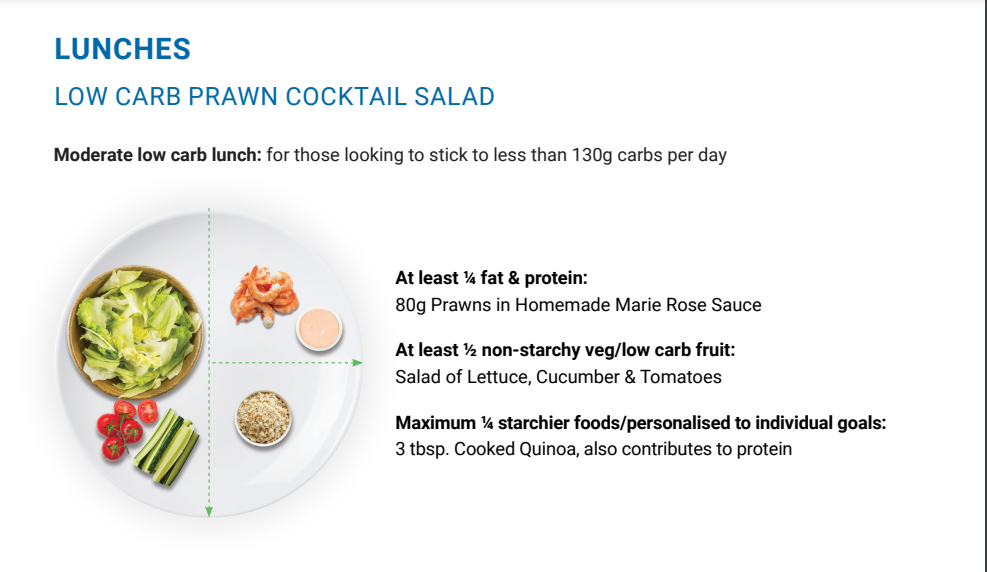 LUNCHES
LOW CARB PRAWN COCKTAIL SALAD
Moderate low carb lunch: for those looking to stick to less than 130g carbs per day
At least ¼ fat & protein:
80g Prawns in Homemade Marie Rose Sauce
At least ½ non-starchy veg/low carb fruit:
Salad of Lettuce, Cucumber & Tomatoes
Maximum ¼ starchier foods/personalised to individual goals:
3 tbsp. Cooked Quinoa, also contributes to protein